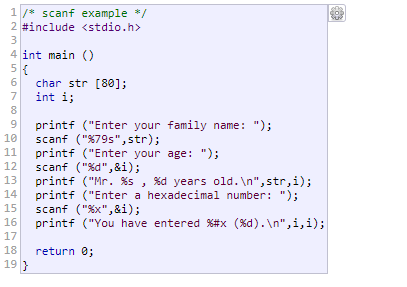 1 /* scanf example */
2 #include <stdio.h>
3
4 int main ()
5 {
6   char str [80];
7   int i;
8
9   printf ("Enter your family name: ");
10   scanf ("%79s",str);
11   printf ("Enter your age: ");
12   scanf ("%d",&i);
13   printf ("Mr. %s , %d years old.\n",str,i);
14   printf ("Enter a hexadecimal number: ");
15   scanf ("%x",&i);
16   printf ("You have entered %#x (%d).\n",i,i);
17
18   return 0;
19 }